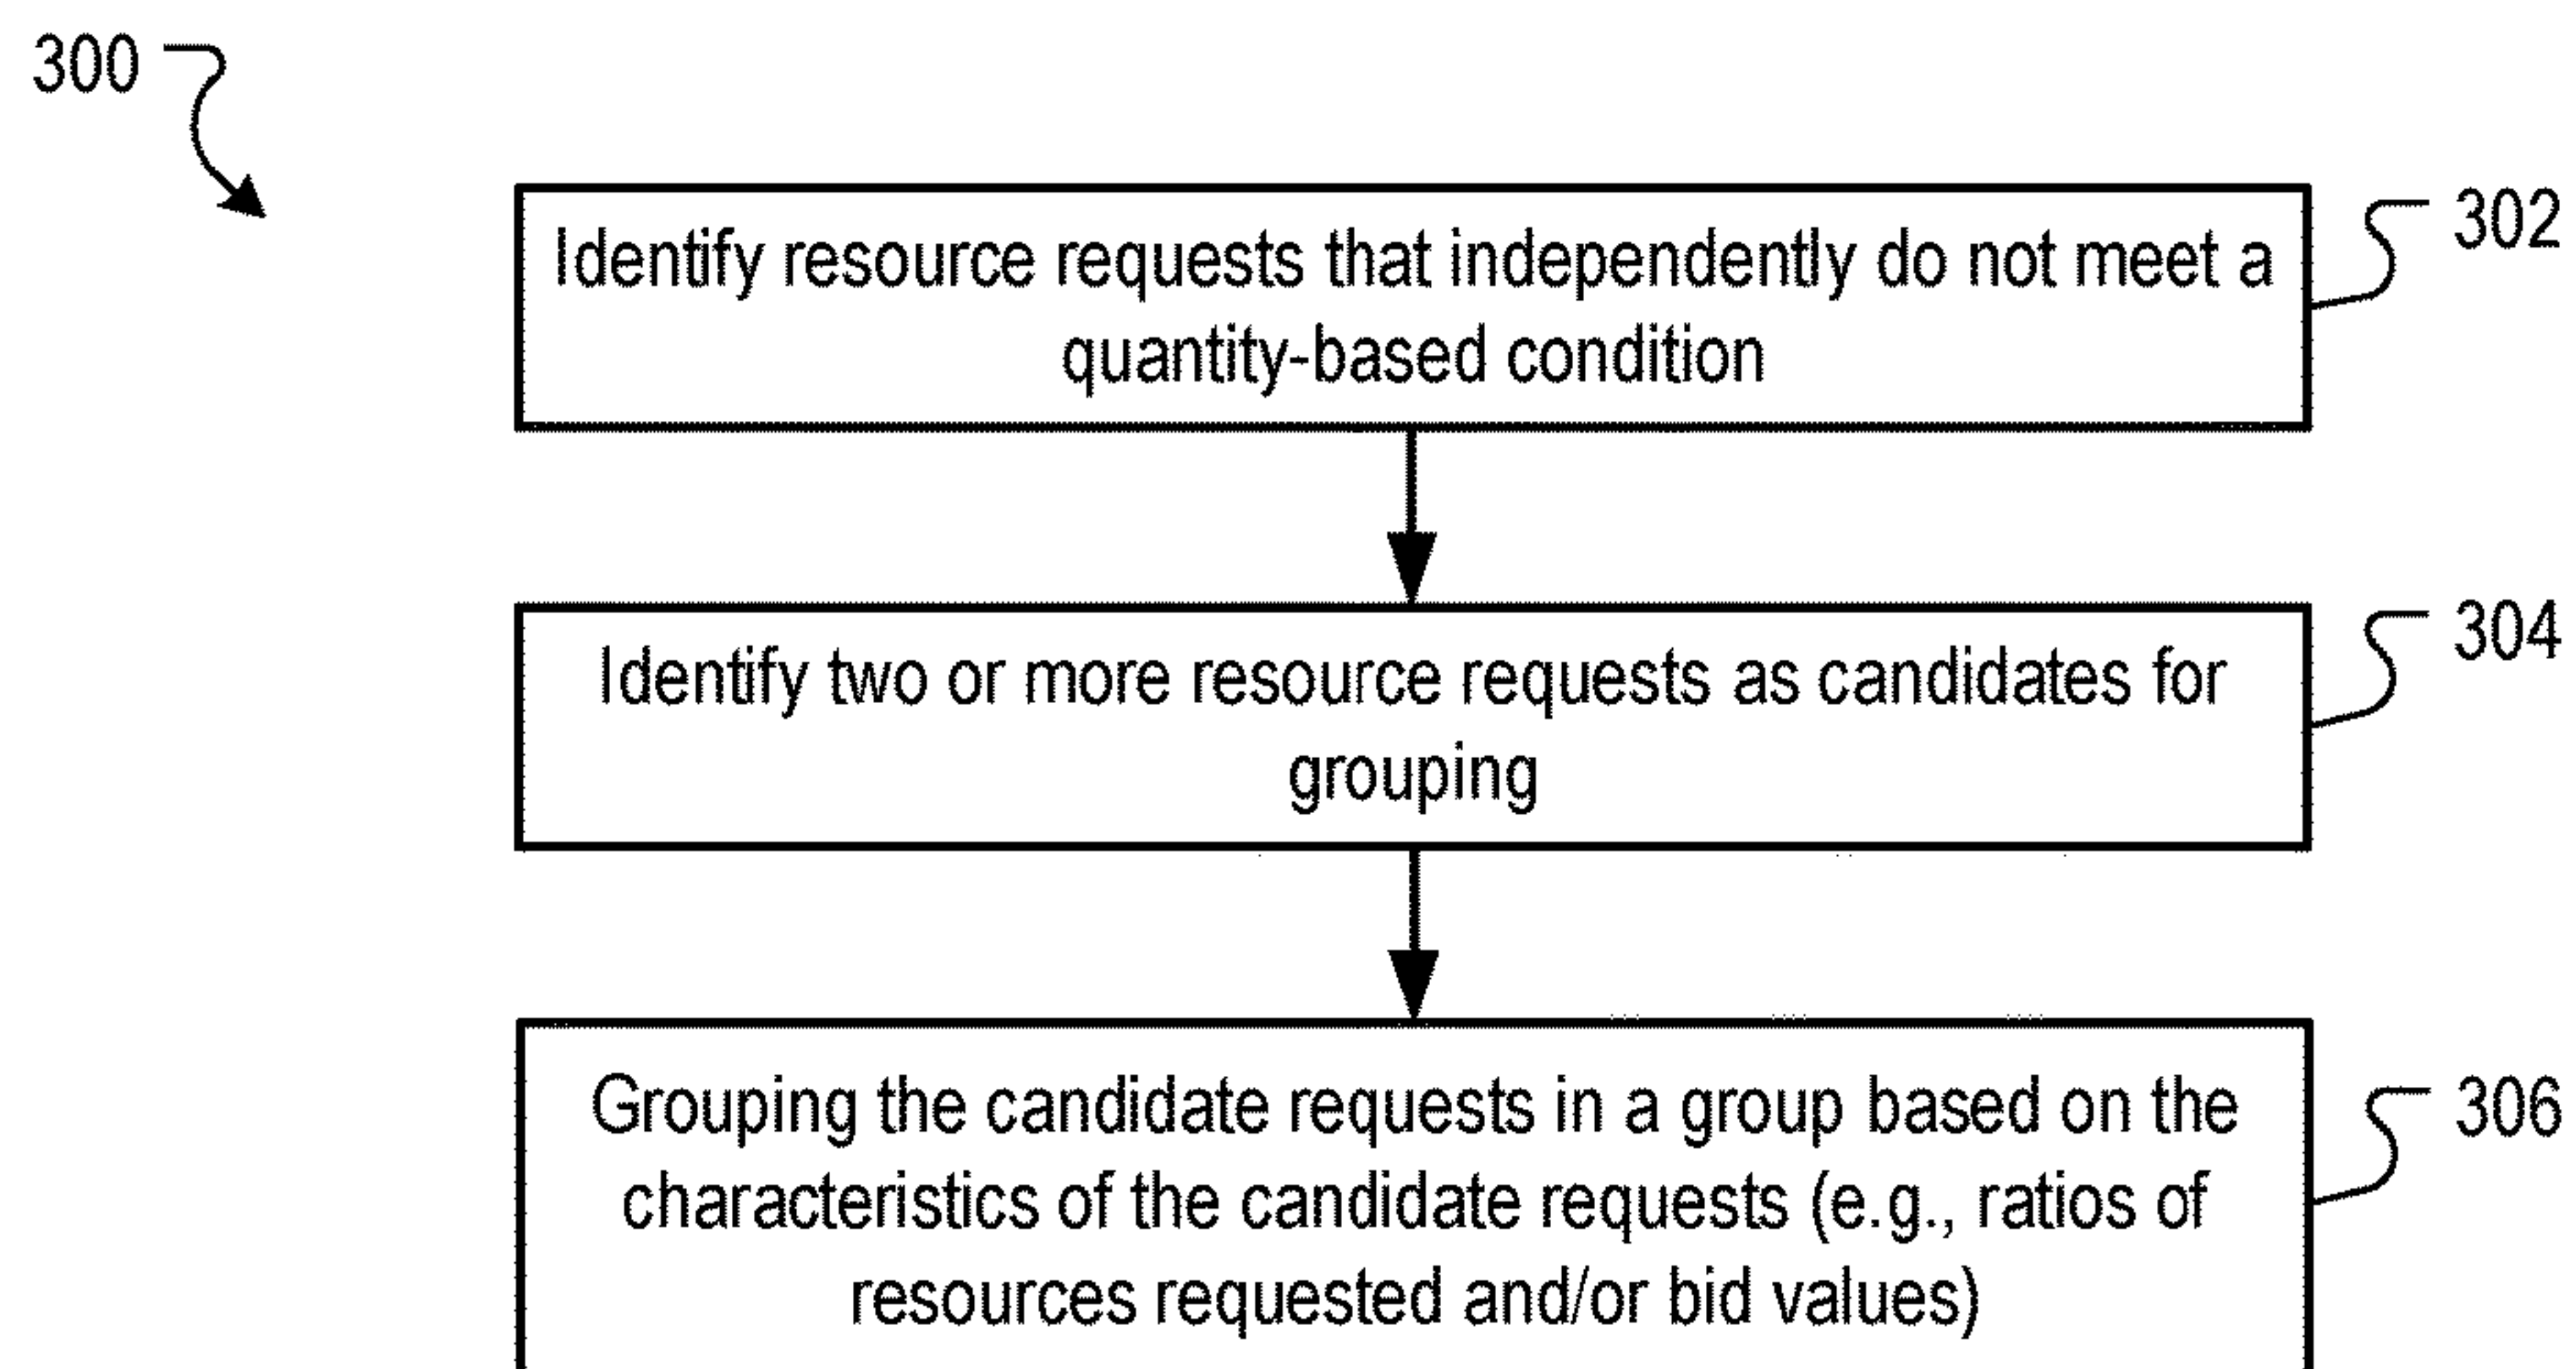 300
302
Identify resource requests that independently do not meet a
quantity-based condition
304
Identify two or more resource requests as candidates for
grouping
306
Grouping the candidate requests in a group based on the
characteristics of the candidate requests (e.g., ratios of
resources requested and/or bid values)